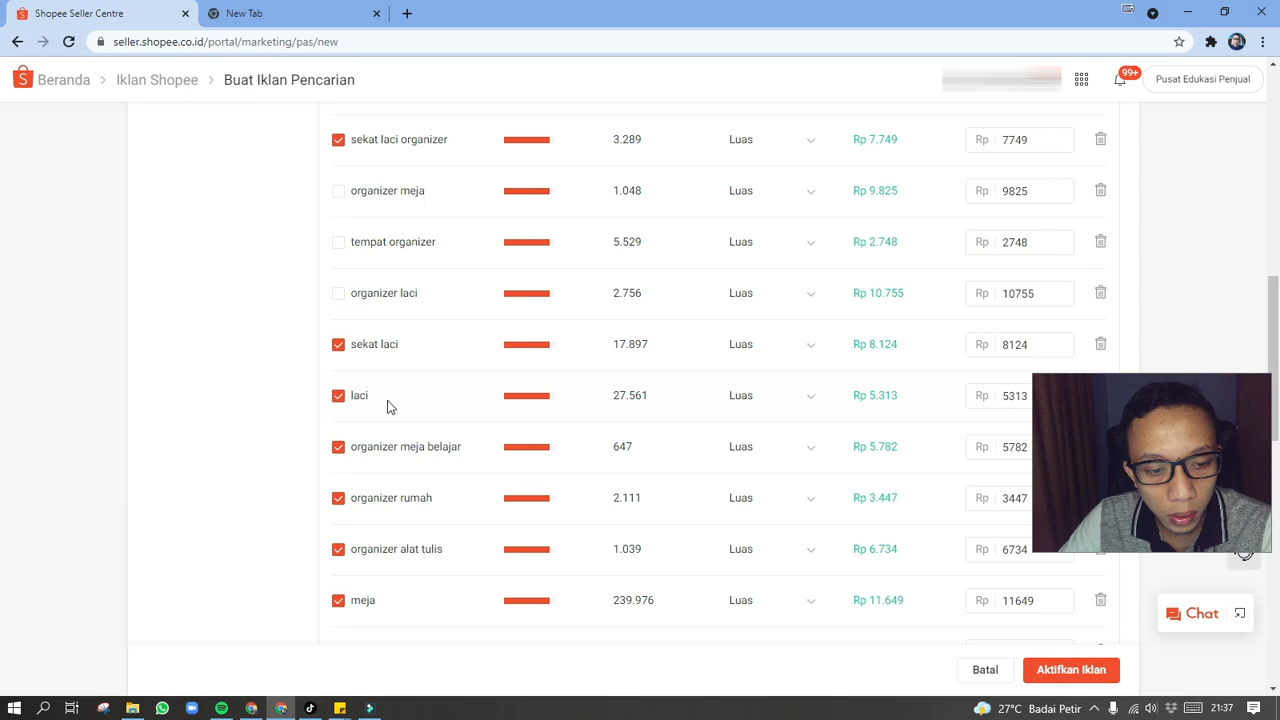 Shopee Seller Centre
New Tab
seller.shopee.co.id/portal/marketing/pas/new
Beranda > Iklan Shopee > Buat Iklan Pencarian
99+
Pusat Edukasi Penjual
sekat laci organizer 3.289 Luas Rp 7.749 Rp 7749
organizer meja 1.048 Luas Rp 9.825 Rp 9825
tempat organizer 5.529 Luas Rp 2.748 Rp 2748
organizer laci 2.756 Luas Rp 10.755 Rp 10755
sekat laci 17.897 Luas Rp 8.124 Rp 8124
laci 27.561 Luas Rp 5.313 Rp 5313
organizer meja belajar 647 Luas Rp 5.782 Rp 5782
organizer rumah 2.111 Luas Rp 3.447 Rp 3447
organizer alat tulis 1.039 Luas Rp 6.734 Rp 6734
meja 239.976 Luas Rp 11.649 Rp 11649
Chat
Batal
Aktifkan Iklan
27°C Badai Petir
21:37